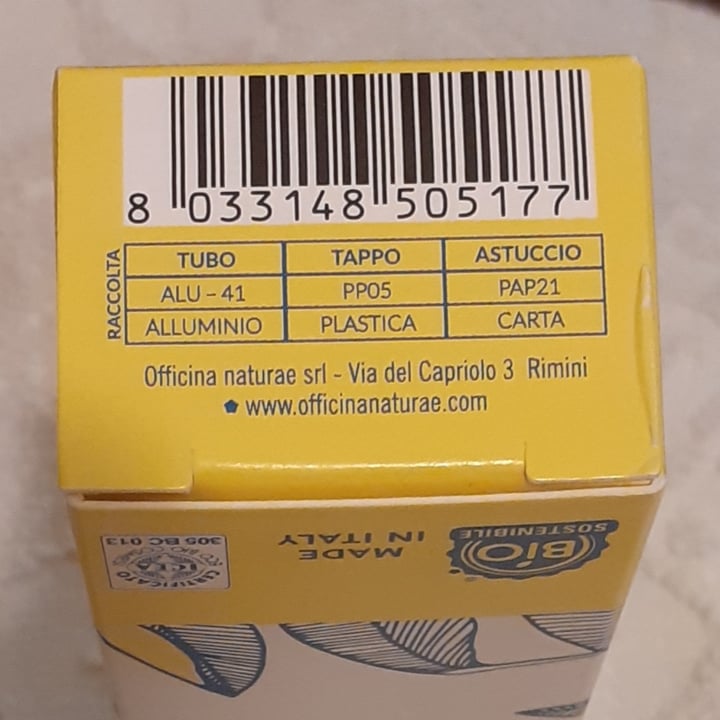 8 033148 505177
RACCOLTA
TUBO TAPPO ASTUCCIO
ALU – 41 PP05 PAP21
ALLUMINIO PLASTICA CARTA
Officina naturae srl - Via del Capriolo 3 Rimini
www.officinanaturae.com
BiO
SOSTENIBILE
MADE
IN ITALY
CERTIFICATO
305 BC 013